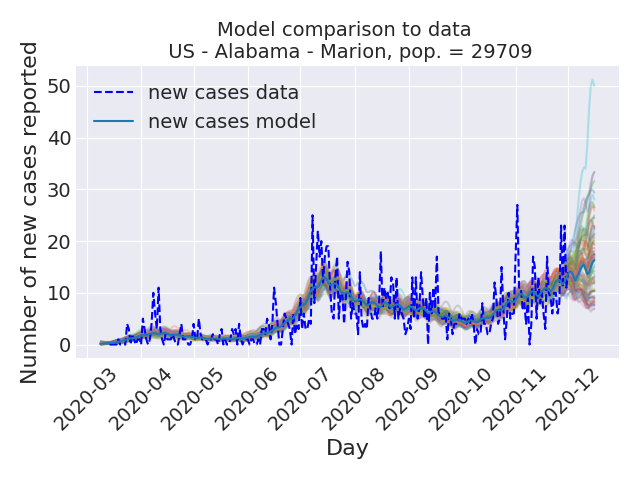 Model comparison to data
US - Alabama - Marion, pop. = 29709
Number of new cases reported
50
40
30
20
10
0
new cases data
new cases model
2020-03
2020-04
2020-05
2020-06
2020-07
2020-08
2020-09
2020-10
2020-11
2020-12
Day